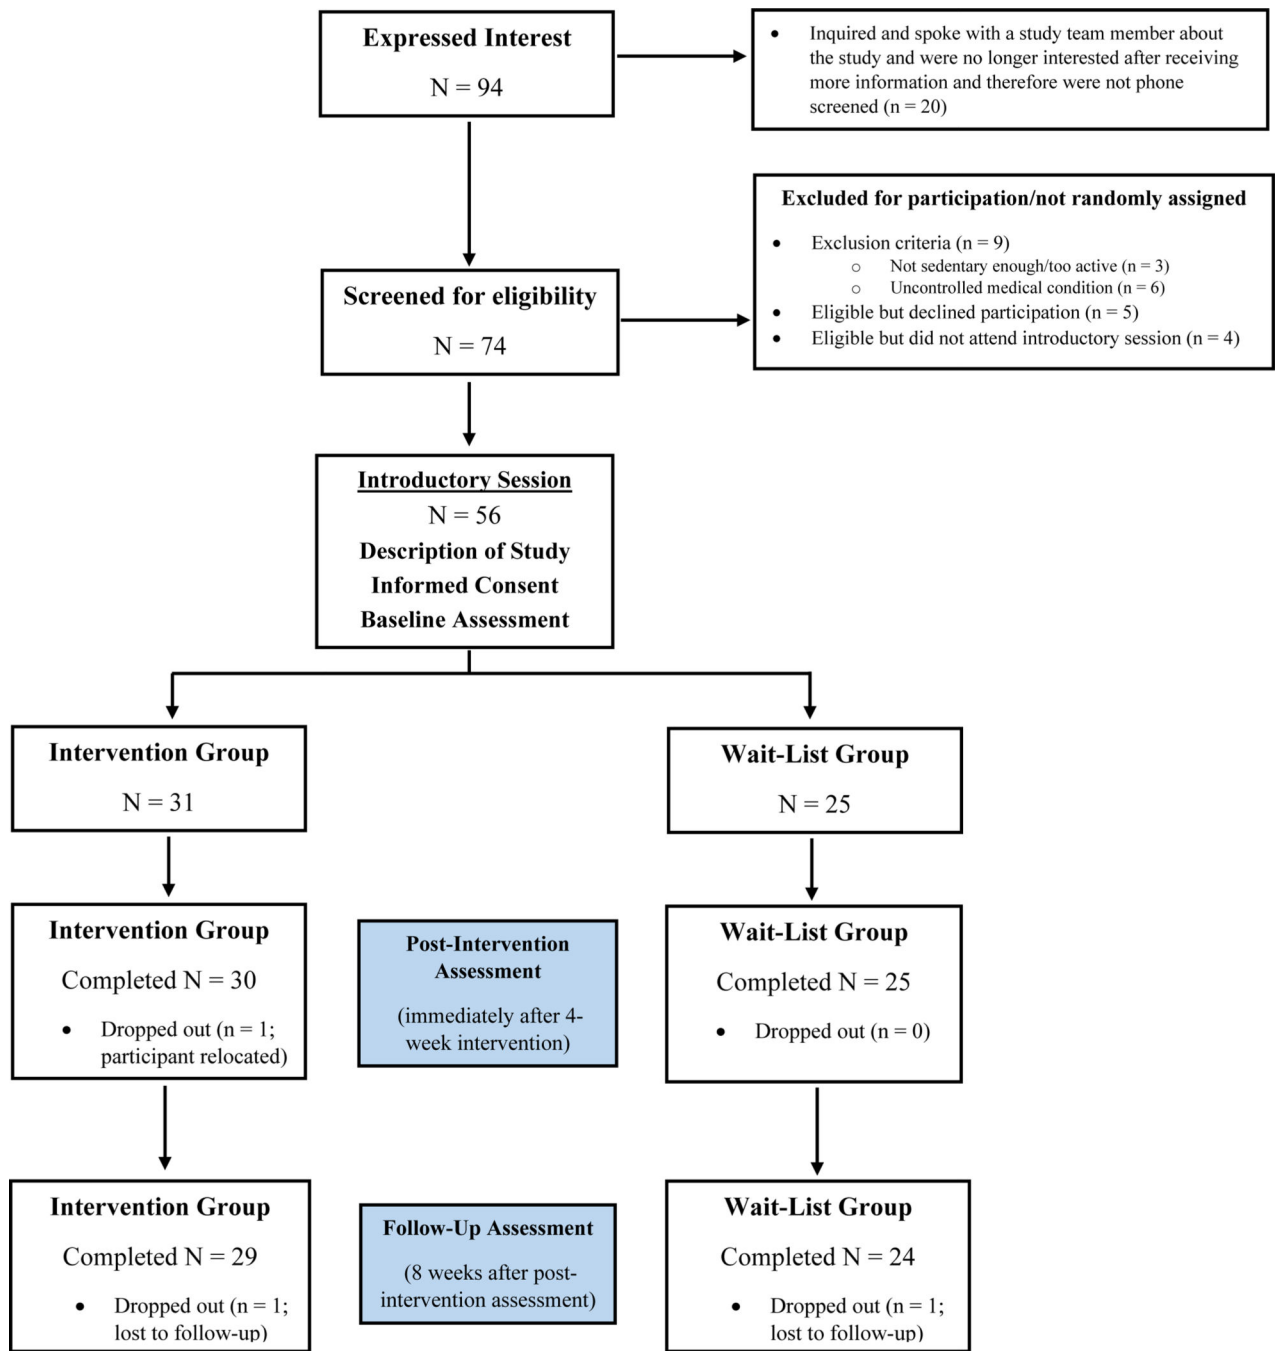 Expressed Interest
N = 94
• Inquired and spoke with a study team member about
the study and were no longer interested after receiving
more information and therefore were not phone
screened (n = 20)
Excluded for participation/not randomly assigned
• Exclusion criteria (n = 9)
o Not sedentary enough/too active (n = 3)
o Uncontrolled medical condition (n = 6)
• Eligible but declined participation (n = 5)
• Eligible but did not attend introductory session (n = 4)
Screened for eligibility
N = 74
Introductory Session
N = 56
Description of Study
Informed Consent
Baseline Assessment
Intervention Group
N = 31
Wait-List Group
N = 25
Intervention Group
Completed N = 30
• Dropped out (n = 1;
participant relocated)
Post-Intervention
Assessment
(immediately after 4-
week intervention)
Wait-List Group
Completed N = 25
• Dropped out (n = 0)
Intervention Group
Completed N = 29
• Dropped out (n = 1;
lost to follow-up)
Follow-Up Assessment
(8 weeks after post-
intervention assessment)
Wait-List Group
Completed N = 24
• Dropped out (n = 1;
lost to follow-up)